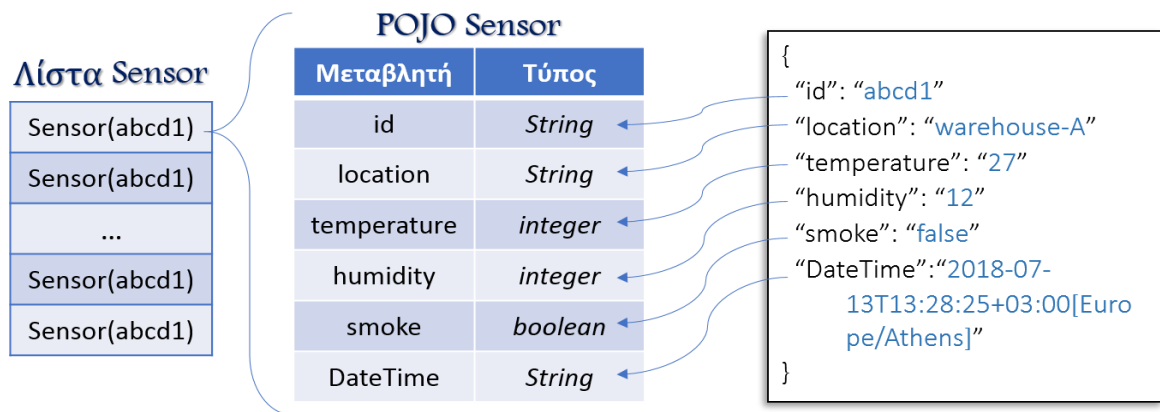 Λίστα Sensor
Sensor(abcd1)
Sensor(abcd1)
...
Sensor(abcd1)
Sensor(abcd1)
POJO Sensor
Μεταβλητή Τύπος
id String
location String
temperature integer
humidity integer
smoke boolean
DateTime String
{
“id”: “abcd1”
“location”: “warehouse-A”
“temperature”: “27”
“humidity”: “12”
“smoke”: “false”
“DateTime”:“2018-07-
13T13:28:25+03:00[Euro
pe/Athens]”
}